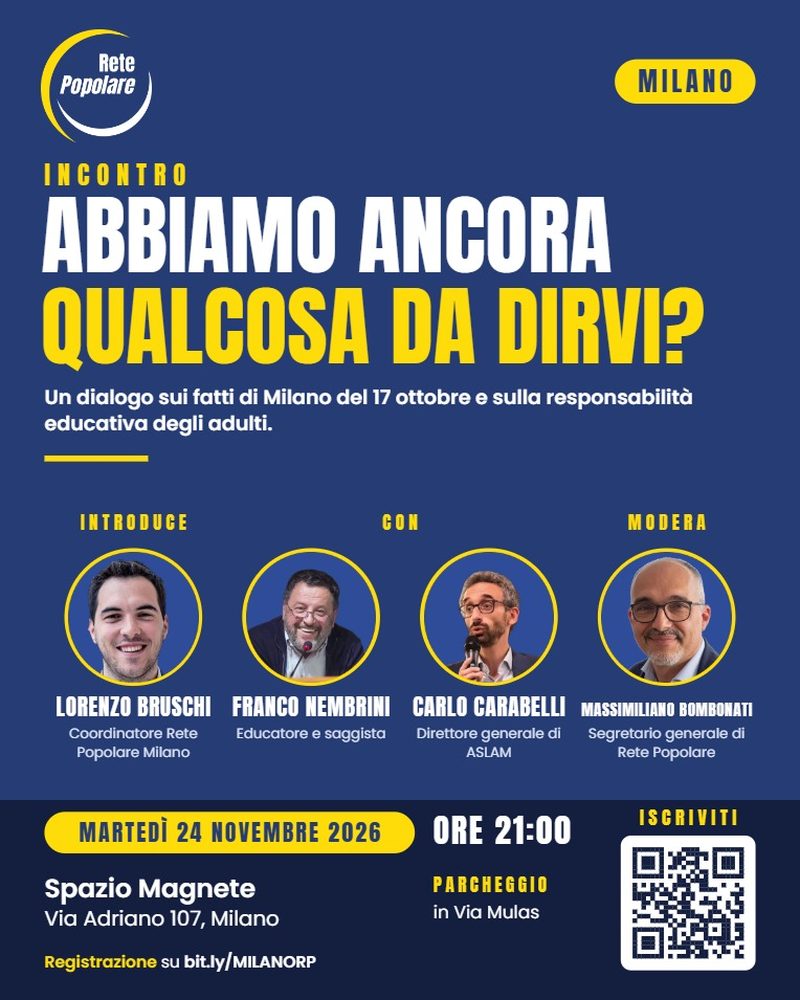 Rete
Popolare
MILANO
INCONTRO
ABBIAMO ANCORA
QUALCOSA DA DIRVI?
Un dialogo sui fatti di Milano del 17 ottobre e sulla responsabilità
educativa degli adulti.
INTRODUCE
CON
MODERA
LORENZO BRUSCHI
Coordinatore Rete
Popolare Milano
FRANCO NEMBRINI
Educatore e saggista
CARLO CARABELLI
Direttore generale di
ASLAM
MASSIMILIANO BOMBONATI
Segretario generale di
Rete Popolare
MARTEDÌ 24 NOVEMBRE 2026
ORE 21:00
ISCRIVITI
Spazio Magnete
Via Adriano 107, Milano
PARCHEGGIO
in Via Mulas
Registrazione su bit.ly/MILANORP